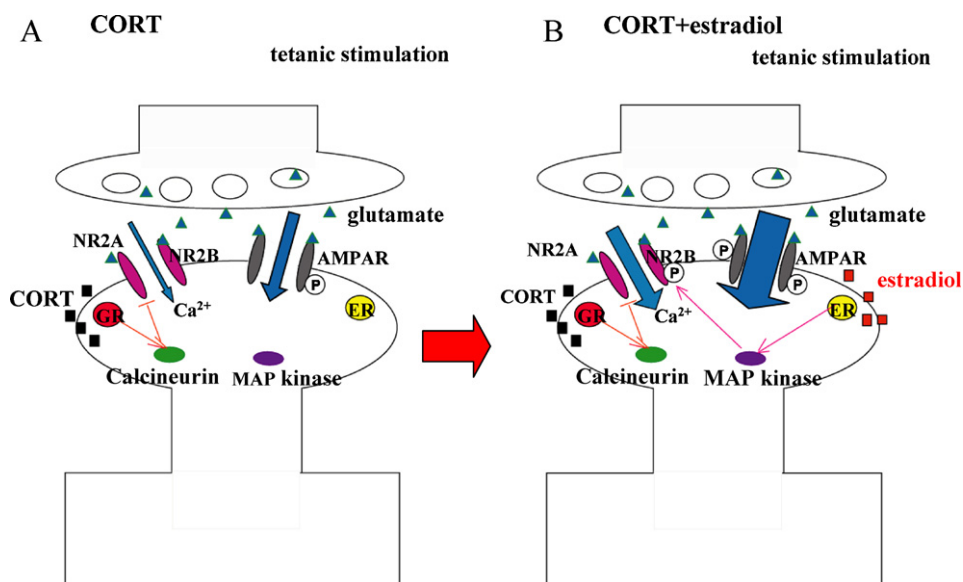 A
CORT
tetanic stimulation
glutamate
NR2A
NR2B
AMPAR
P
CORT
Ca²⁺
GR
ER
Calcineurin
MAP kinase
B
CORT+estradiol
tetanic stimulation
glutamate
P
NR2A
NR2B
P
AMPAR
P
estradiol
CORT
Ca²⁺
GR
ER
Calcineurin
MAP kinase